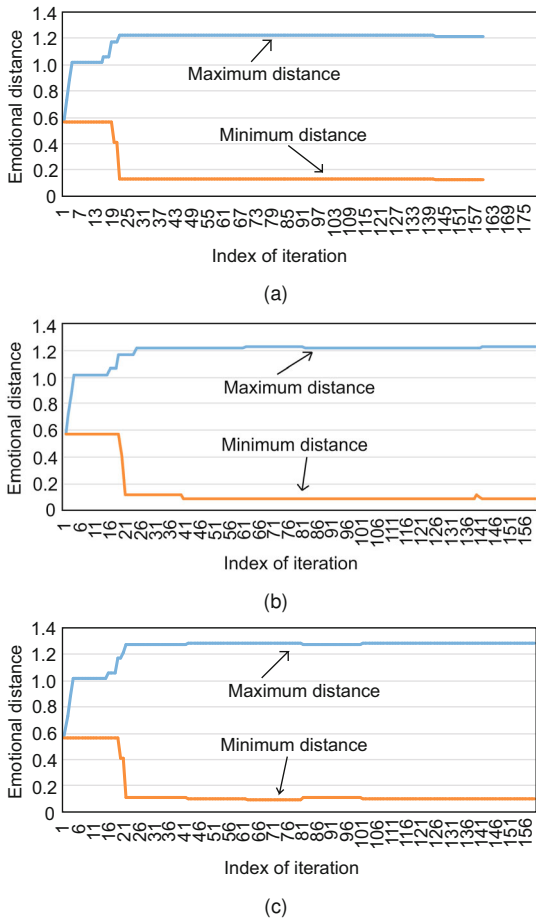 1.4
1.2
1.0
0.8
0.6
0.4
0.2
0
Emotional distance
Maximum distance
Minimum distance
1 7 13 19 25 31 37 43 49 55 61 67 73 79 85 91 97 103 109 115 121 127 133 139 145 151 157 163 169 175
Index of iteration
(a)
1.4
1.2
1.0
0.8
0.6
0.4
0.2
0
Emotional distance
Maximum distance
Minimum distance
1 6 11 16 21 26 31 36 41 46 51 56 61 66 71 76 81 86 91 96 101 106 111 116 121 126 131 136 141 146 151 156
Index of iteration
(b)
1.4
1.2
1.0
0.8
0.6
0.4
0.2
0
Emotional distance
Maximum distance
Minimum distance
1 6 11 16 21 26 31 36 41 46 51 56 61 66 71 76 81 86 91 96 101 106 111 116 121 126 131 136 141 146 151 156
Index of iteration
(c)